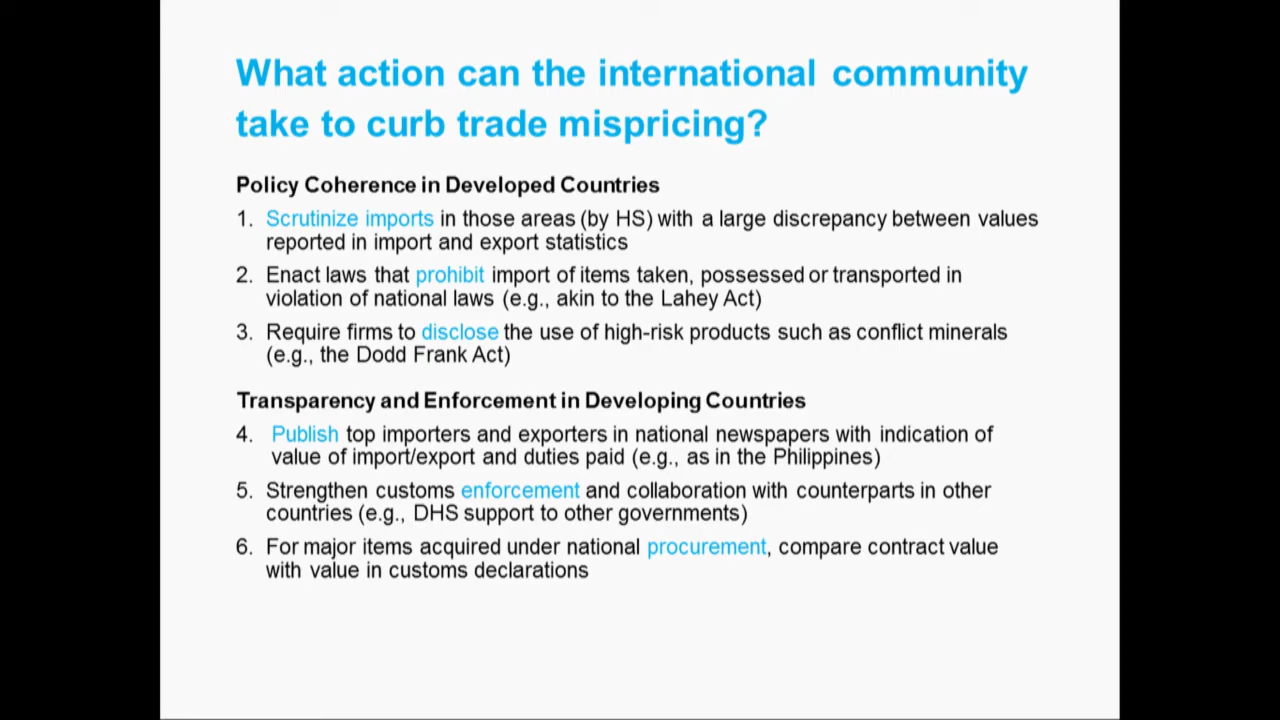 What action can the international community
take to curb trade mispricing?
Policy Coherence in Developed Countries
1. Scrutinize imports in those areas (by HS) with a large discrepancy between values
reported in import and export statistics
2. Enact laws that prohibit import of items taken, possessed or transported in
violation of national laws (e.g., akin to the Lahey Act)
3. Require firms to disclose the use of high-risk products such as conflict minerals
(e.g., the Dodd Frank Act)
Transparency and Enforcement in Developing Countries
4. Publish top importers and exporters in national newspapers with indication of
value of import/export and duties paid (e.g., as in the Philippines)
5. Strengthen customs enforcement and collaboration with counterparts in other
countries (e.g., DHS support to other governments)
6. For major items acquired under national procurement, compare contract value
with value in customs declarations